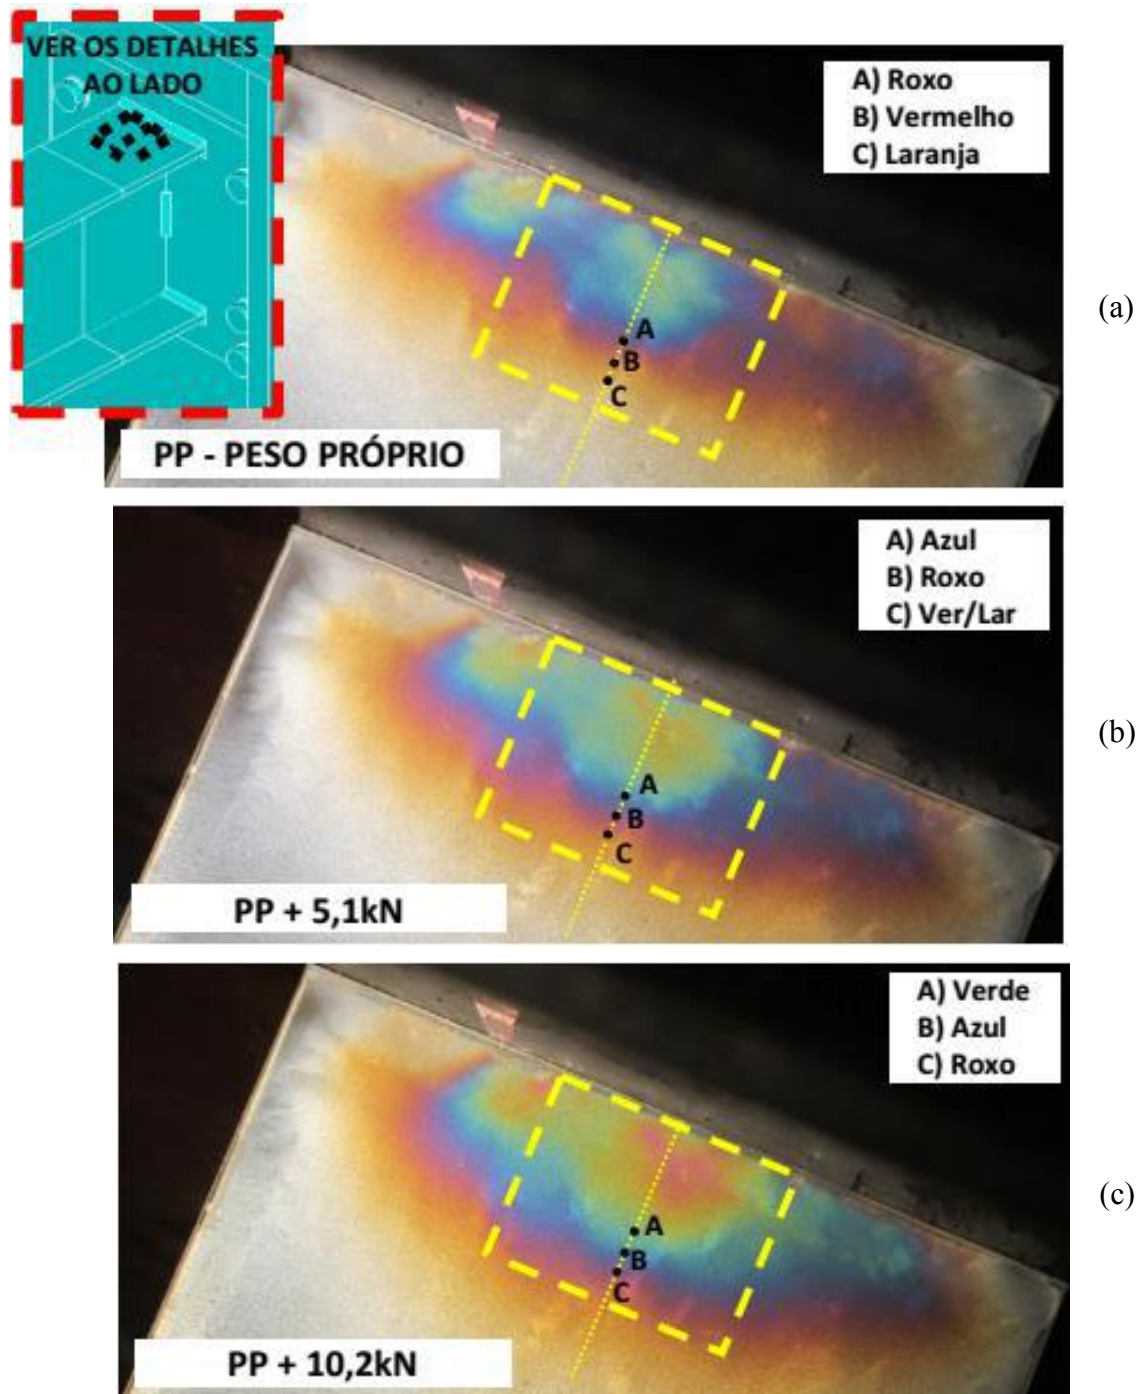 VER OS DETALHES
AO LADO
A) Roxo
B) Vermelho
C) Laranja
A
B
C
PP - PESO PRÓPRIO
(a)
A) Azul
B) Roxo
C) Ver/Lar
A
B
C
PP + 5,1kN
(b)
A) Verde
B) Azul
C) Roxo
A
B
C
PP + 10,2kN
(c)